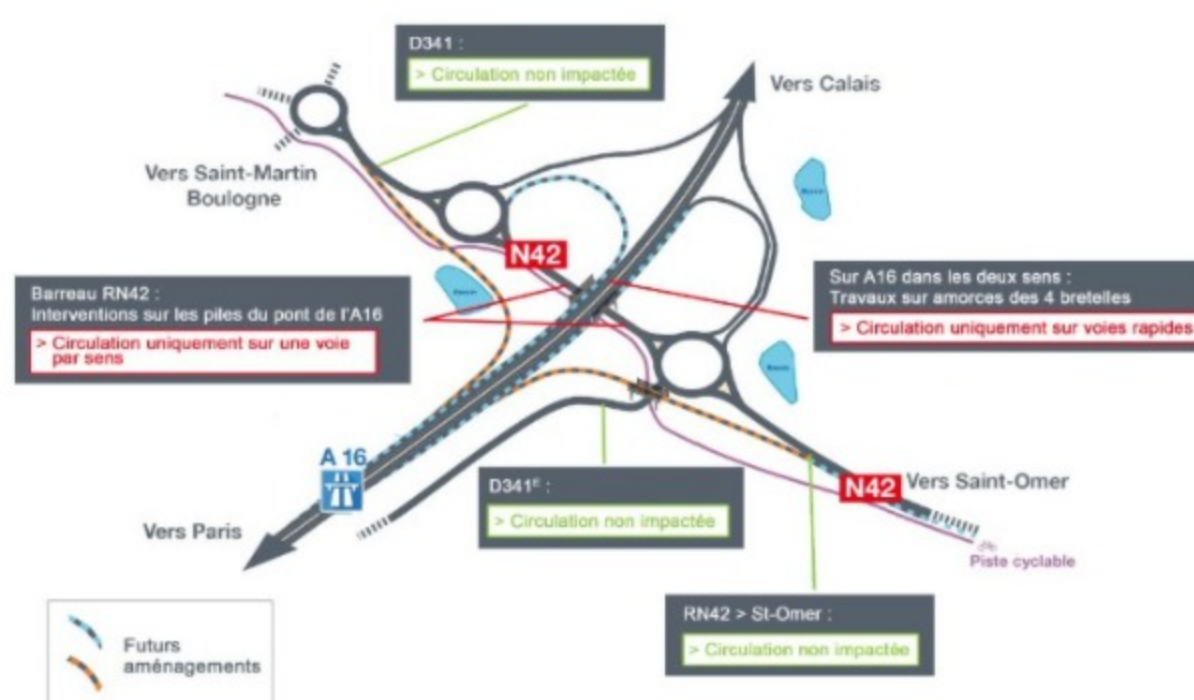 D341 :
> Circulation non impactée
Vers Calais
Vers Saint-Martin
Boulogne
N42
Barreau RN42 :
Interventions sur les piles du pont de l'A16
> Circulation uniquement sur une voie
par sens
Sur A16 dans les deux sens :
Travaux sur amorces des 4 bretelles
> Circulation uniquement sur voies rapides
A 16
D341ᴱ :
> Circulation non impactée
N42
Vers Saint-Omer
Vers Paris
Piste cyclable
RN42 > St-Omer :
> Circulation non impactée
Futurs
aménagements